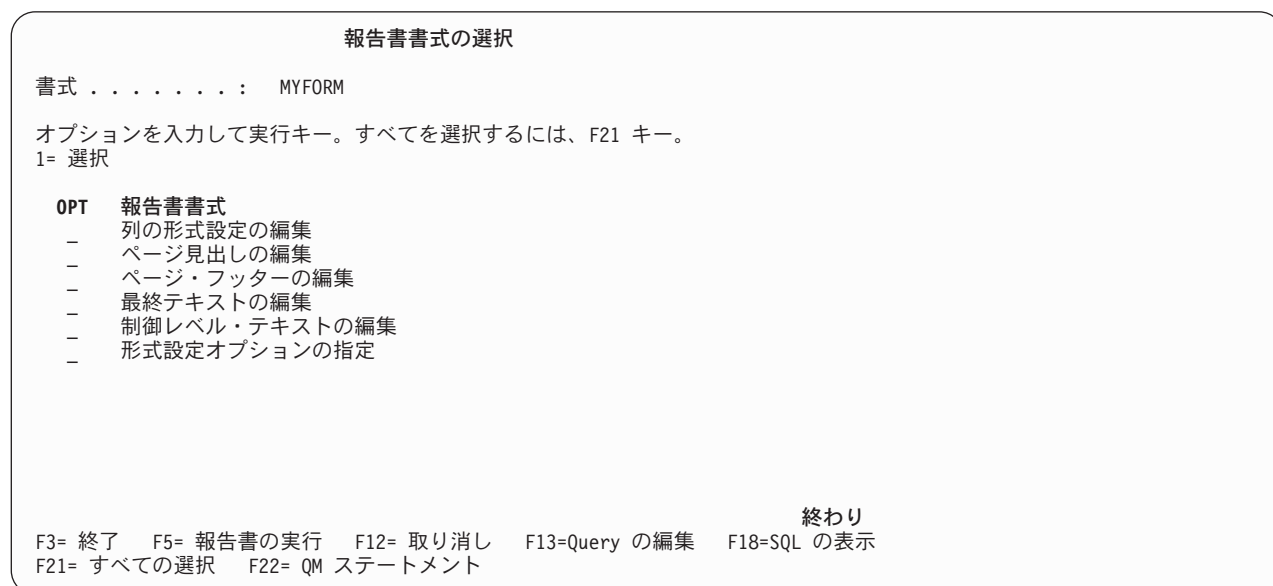 報告書書式の選択
書式 . . . . . . . : MYFORM
オプションを入力して実行キー。すべてを選択するには、F21 キー。
1= 選択
OPT 報告書書式
_ 列の形式設定の編集
_ ページ見出しの編集
_ ページ・フッターの編集
_ 最終テキストの編集
_ 制御レベル・テキストの編集
_ 形式設定オプションの指定
終わり
F3= 終了 F5= 報告書の実行 F12= 取り消し F13=Query の編集 F18=SQL の表示
F21= すべての選択 F22= QM ステートメント